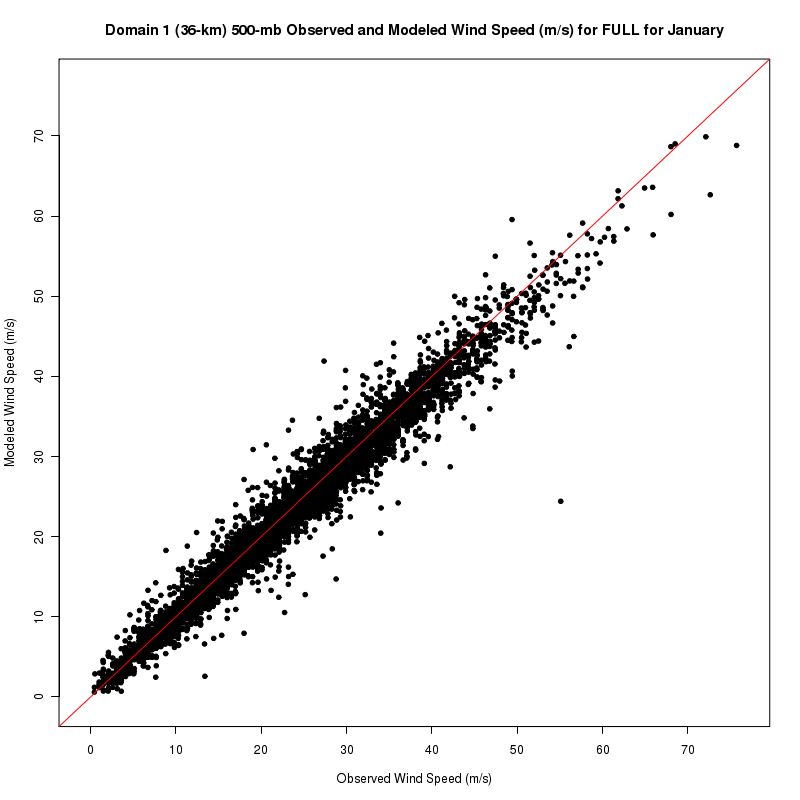 Domain 1 (36-km) 500-mb Observed and Modeled Wind Speed (m/s) for FULL for January
70
60
50
40
30
20
10
0
Modeled Wind Speed (m/s)
0 10 20 30 40 50 60 70
Observed Wind Speed (m/s)